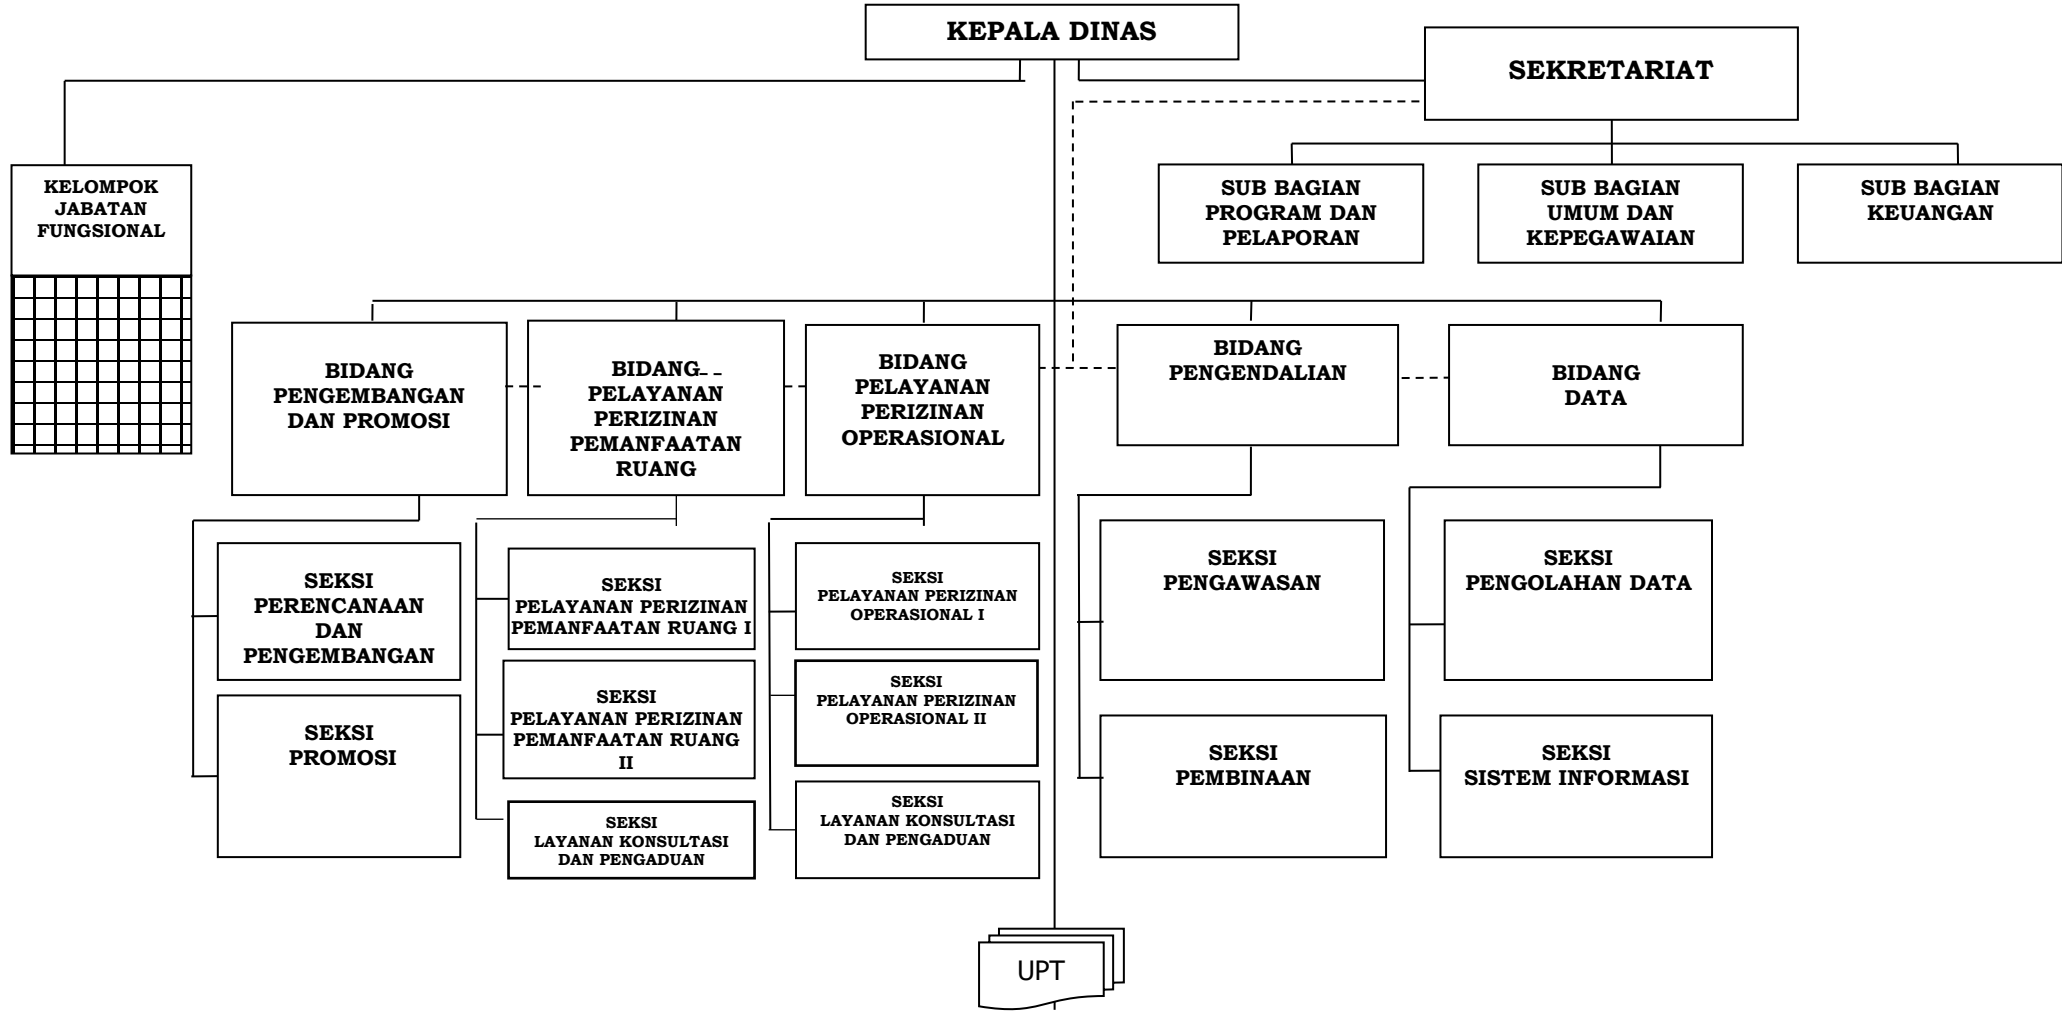 KEPALA DINAS
SEKRETARIAT
KELOMPOK
JABATAN
FUNGSIONAL
SUB BAGIAN
PROGRAM DAN
PELAPORAN
SUB BAGIAN
UMUM DAN
KEPEGAWAIAN
SUB BAGIAN
KEUANGAN
BIDANG
PENGEMBANGAN
DAN PROMOSI
BIDANG
PELAYANAN
PERIZINAN
PEMANFAATAN
RUANG
BIDANG
PELAYANAN
PERIZINAN
OPERASIONAL
BIDANG
PENGENDALIAN
BIDANG
DATA
SEKSI
PERENCANAAN
DAN
PENGEMBANGAN
SEKSI
PROMOSI
SEKSI
PELAYANAN PERIZINAN
PEMANFAATAN RUANG I
SEKSI
PELAYANAN PERIZINAN
PEMANFAATAN RUANG
II
SEKSI
LAYANAN KONSULTASI
DAN PENGADUAN
SEKSI
PELAYANAN PERIZINAN
OPERASIONAL I
SEKSI
PELAYANAN PERIZINAN
OPERASIONAL II
SEKSI
LAYANAN KONSULTASI
DAN PENGADUAN
SEKSI
PENGAWASAN
SEKSI
PEMBINAAN
SEKSI
PENGOLAHAN DATA
SEKSI
SISTEM INFORMASI
UPT